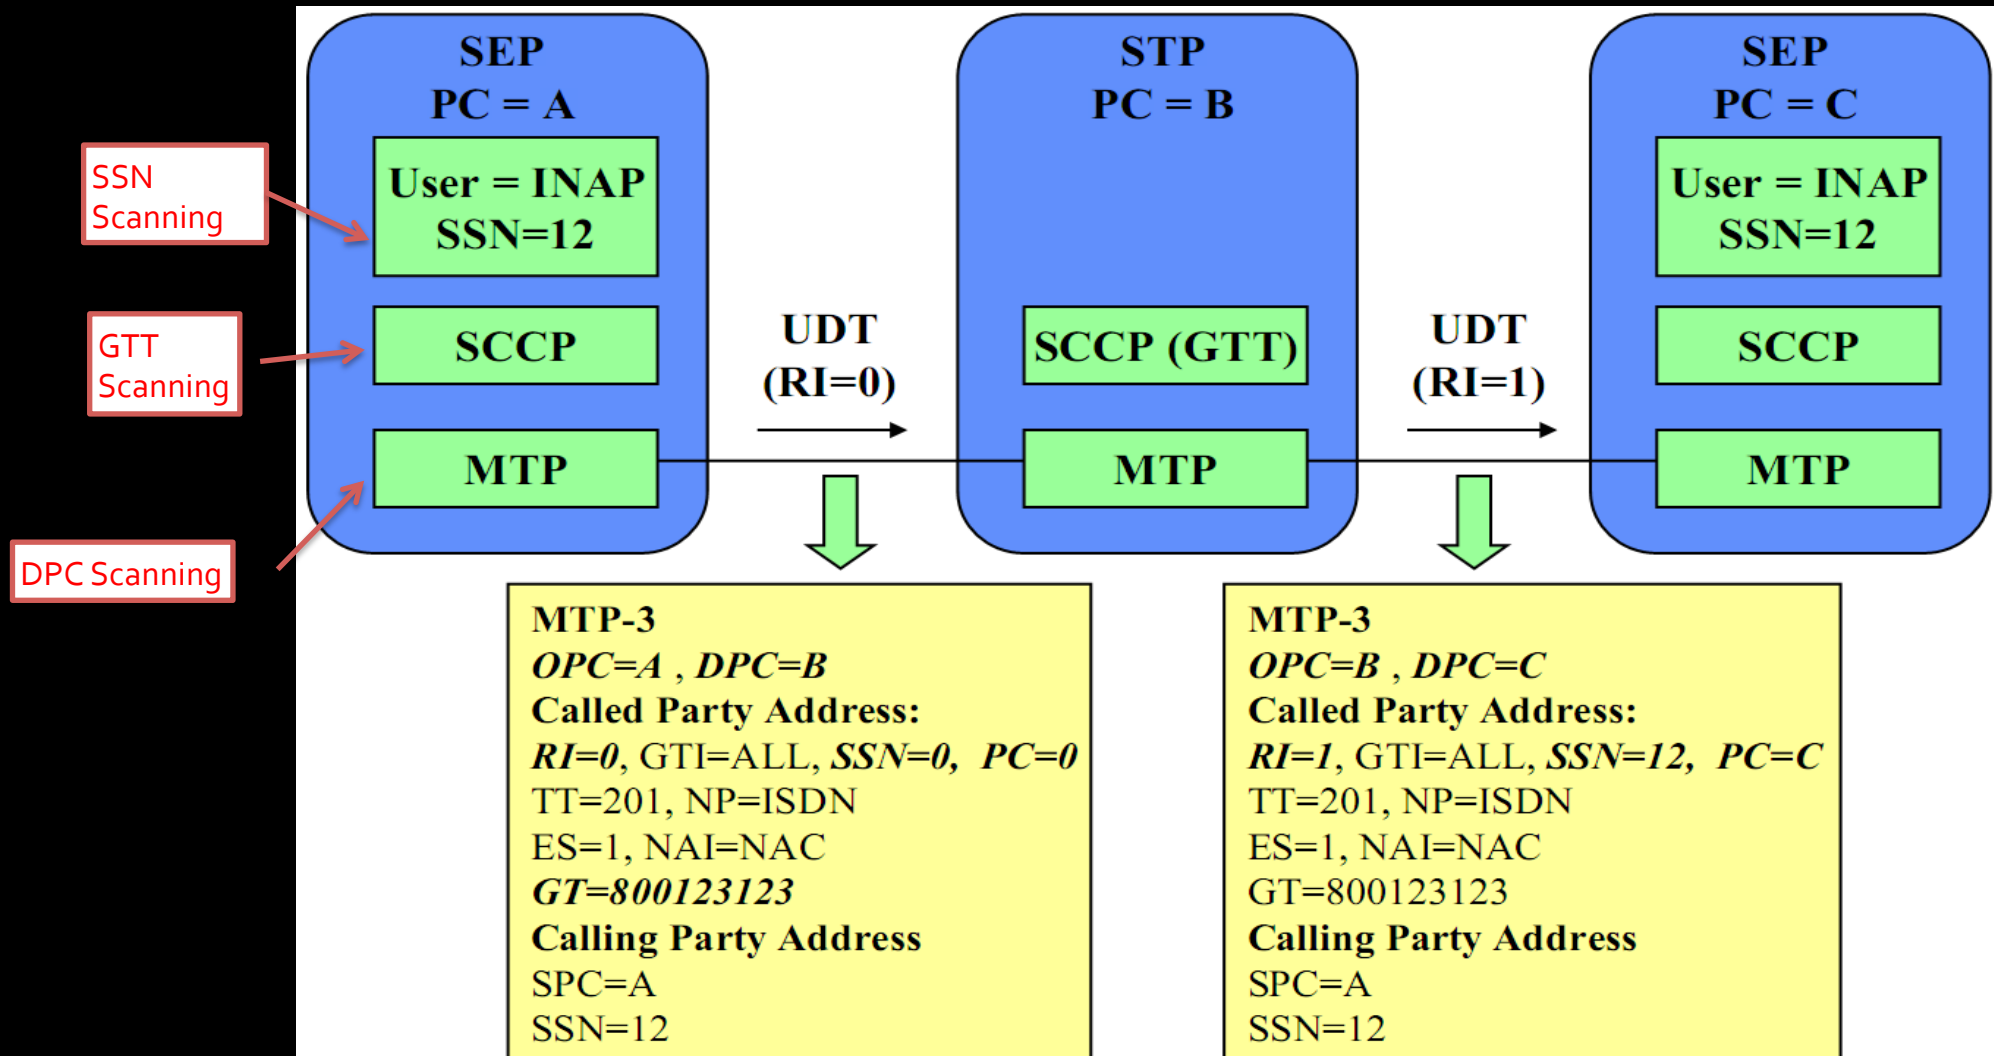 SEP
PC = A
User = INAP
SSN=12
SCCP
MTP
SSN
Scanning
GTT
Scanning
DPC Scanning
UDT
(RI=0)
STP
PC = B
SCCP (GTT)
MTP
UDT
(RI=1)
SEP
PC = C
User = INAP
SSN=12
SCCP
MTP
MTP-3
OPC=A , DPC=B
Called Party Address:
RI=0, GTI=ALL, SSN=0, PC=0
TT=201, NP=ISDN
ES=1, NAI=NAC
GT=800123123
Calling Party Address
SPC=A
SSN=12
MTP-3
OPC=B , DPC=C
Called Party Address:
RI=1, GTI=ALL, SSN=12, PC=C
TT=201, NP=ISDN
ES=1, NAI=NAC
GT=800123123
Calling Party Address
SPC=A
SSN=12